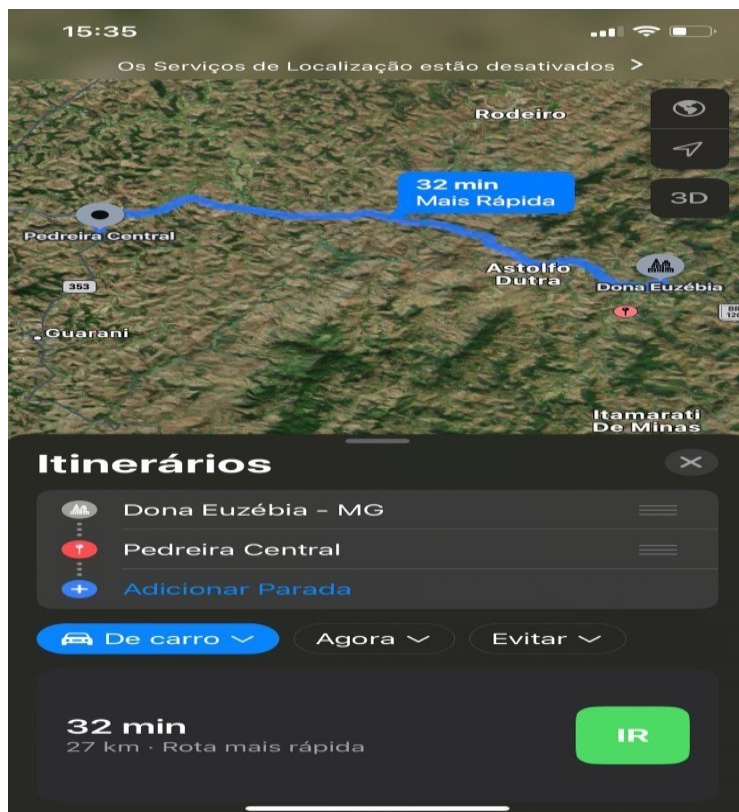 15:35
Os Serviços de Localização estão desativados >
Rodeiro
32 min
Mais Rápida
3D
Pedreira Central
Astolfo
Dutra
Dona Euzébia
353
BR
120
Guarani
Itamarati
De Minas
Itinerários
Dona Euzébia – MG
Pedreira Central
Adicionar Parada
De carro
Agora
Evitar
32 min
27 km · Rota mais rápida
IR